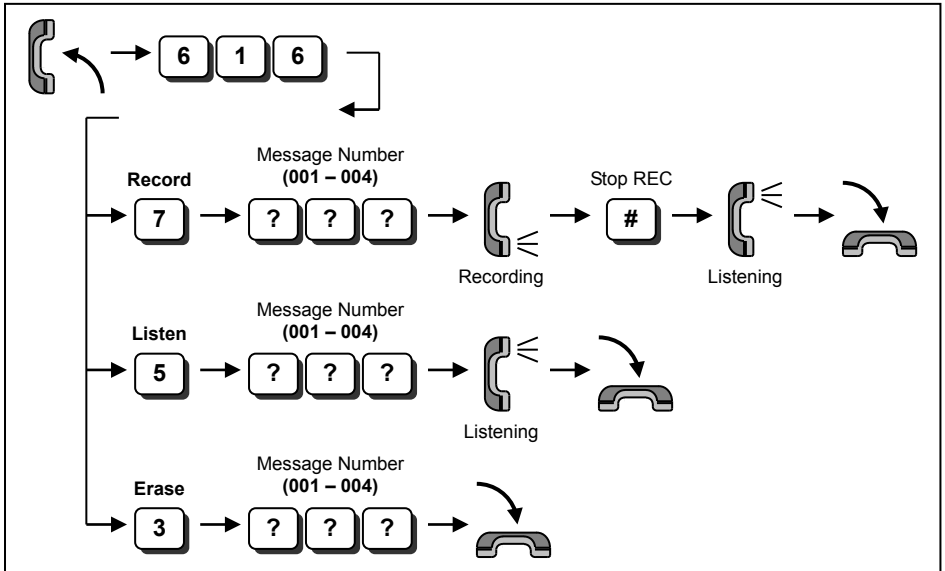 6 1 6
Message Number
(001 – 004)
Record
Stop REC
7 ? ? ? #
Recording
Listening
Message Number
(001 – 004)
Listen
5 ? ? ?
Listening
Message Number
(001 – 004)
Erase
3 ? ? ?